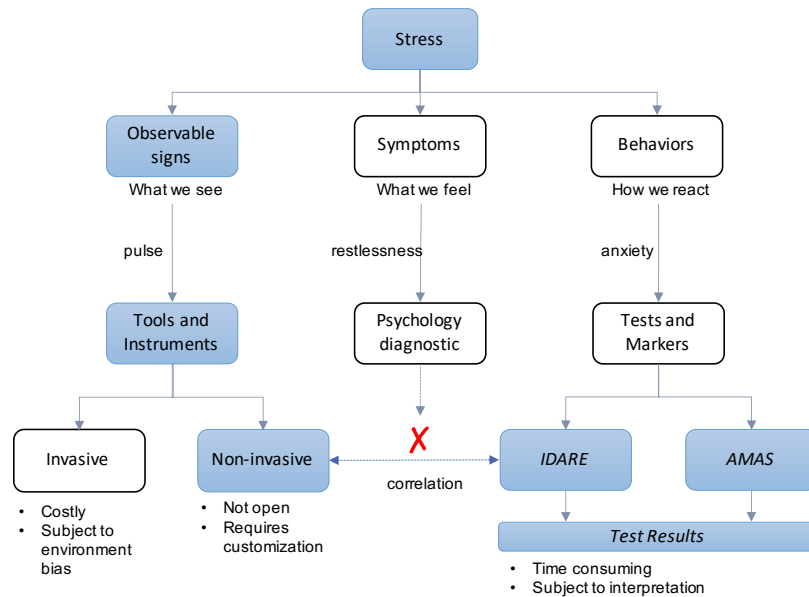 Stress
Observable
signs
Symptoms
Behaviors
What we see
What we feel
How we react
pulse
restlessness
anxiety
Tools and
Instruments
Psychology
diagnostic
Tests and
Markers
✗
Invasive
Non-invasive
IDARE
AMAS
correlation
• Costly
• Subject to
environment
bias
• Not open
• Requires
customization
Test Results
• Time consuming
• Subject to interpretation